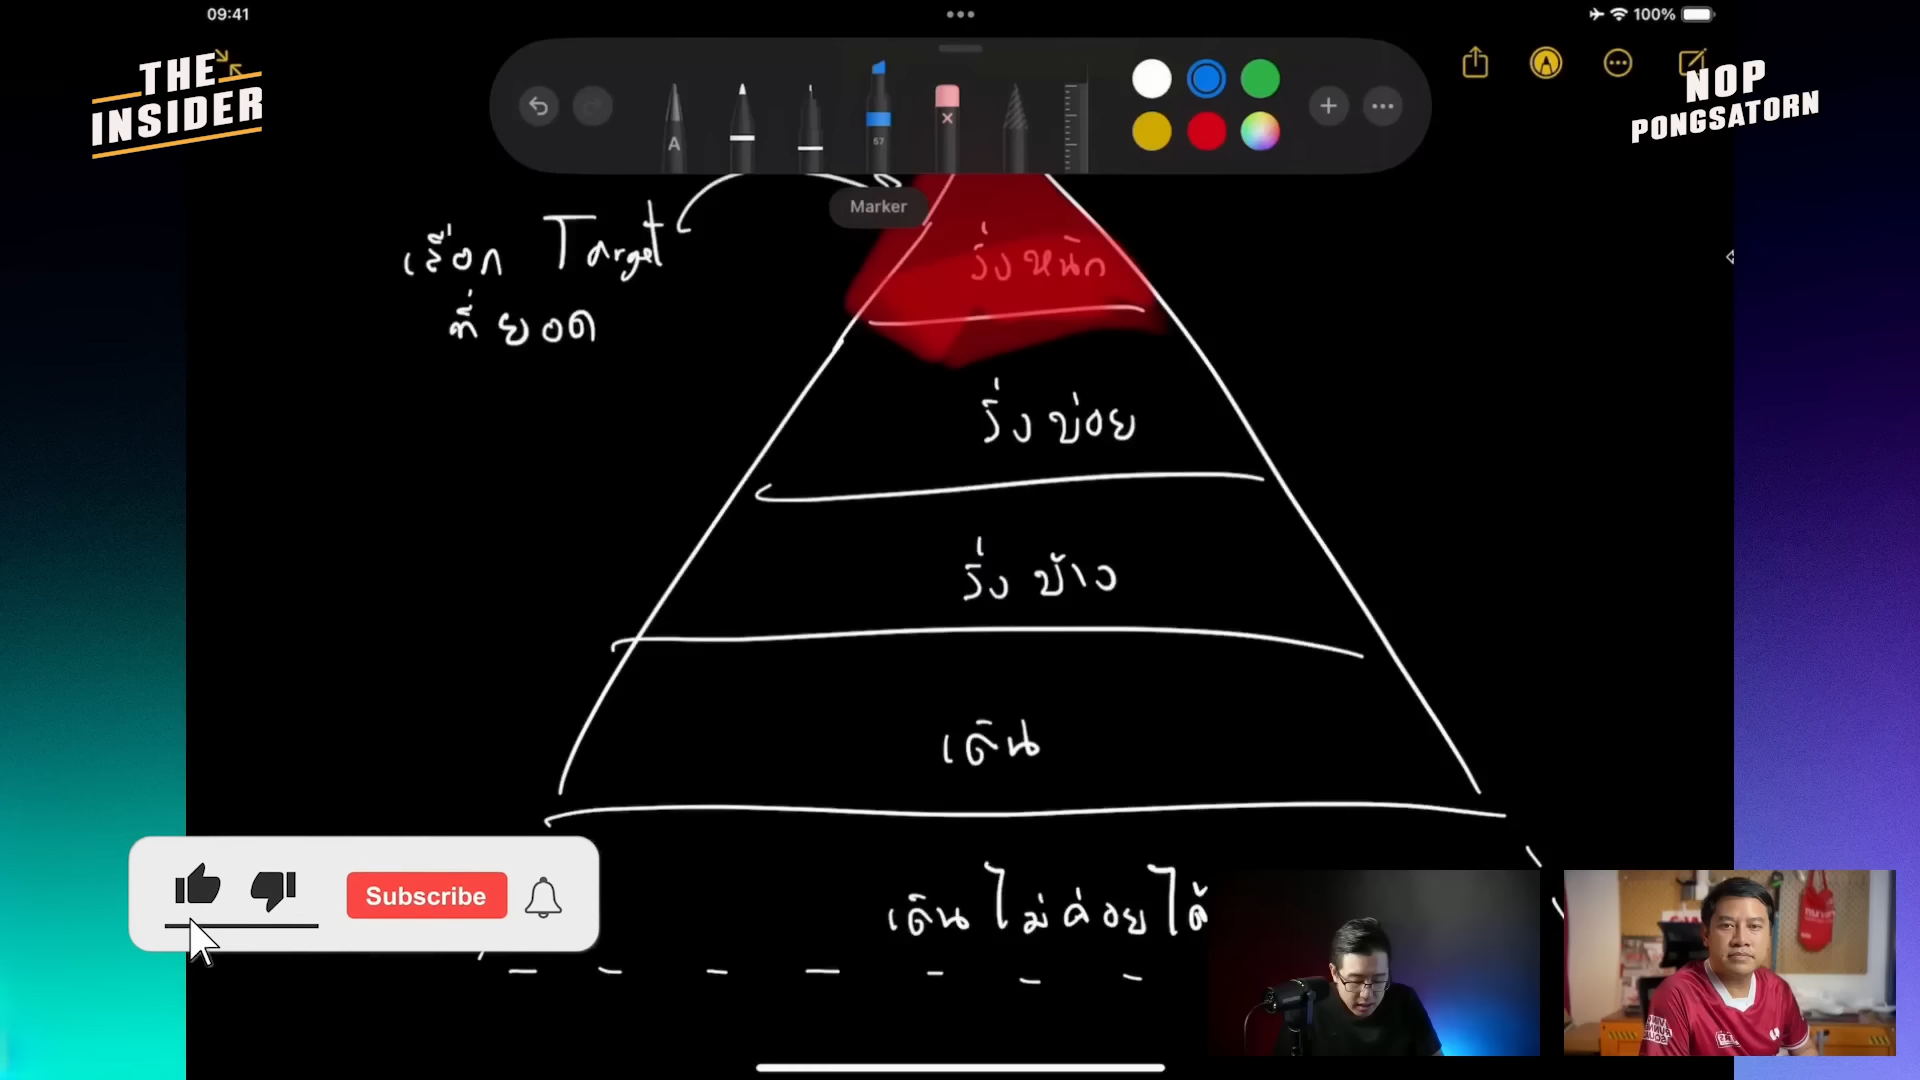 09:41
100%
THE
INSIDER
NOP
PONGSATORN
A
57
Marker
เลือก Target
ที่ ยอด
วิ่งหนัก
วิ่งบ่อย
วิ่งบ้าง
เดิน
เดินไม่ค่อยได้
Subscribe